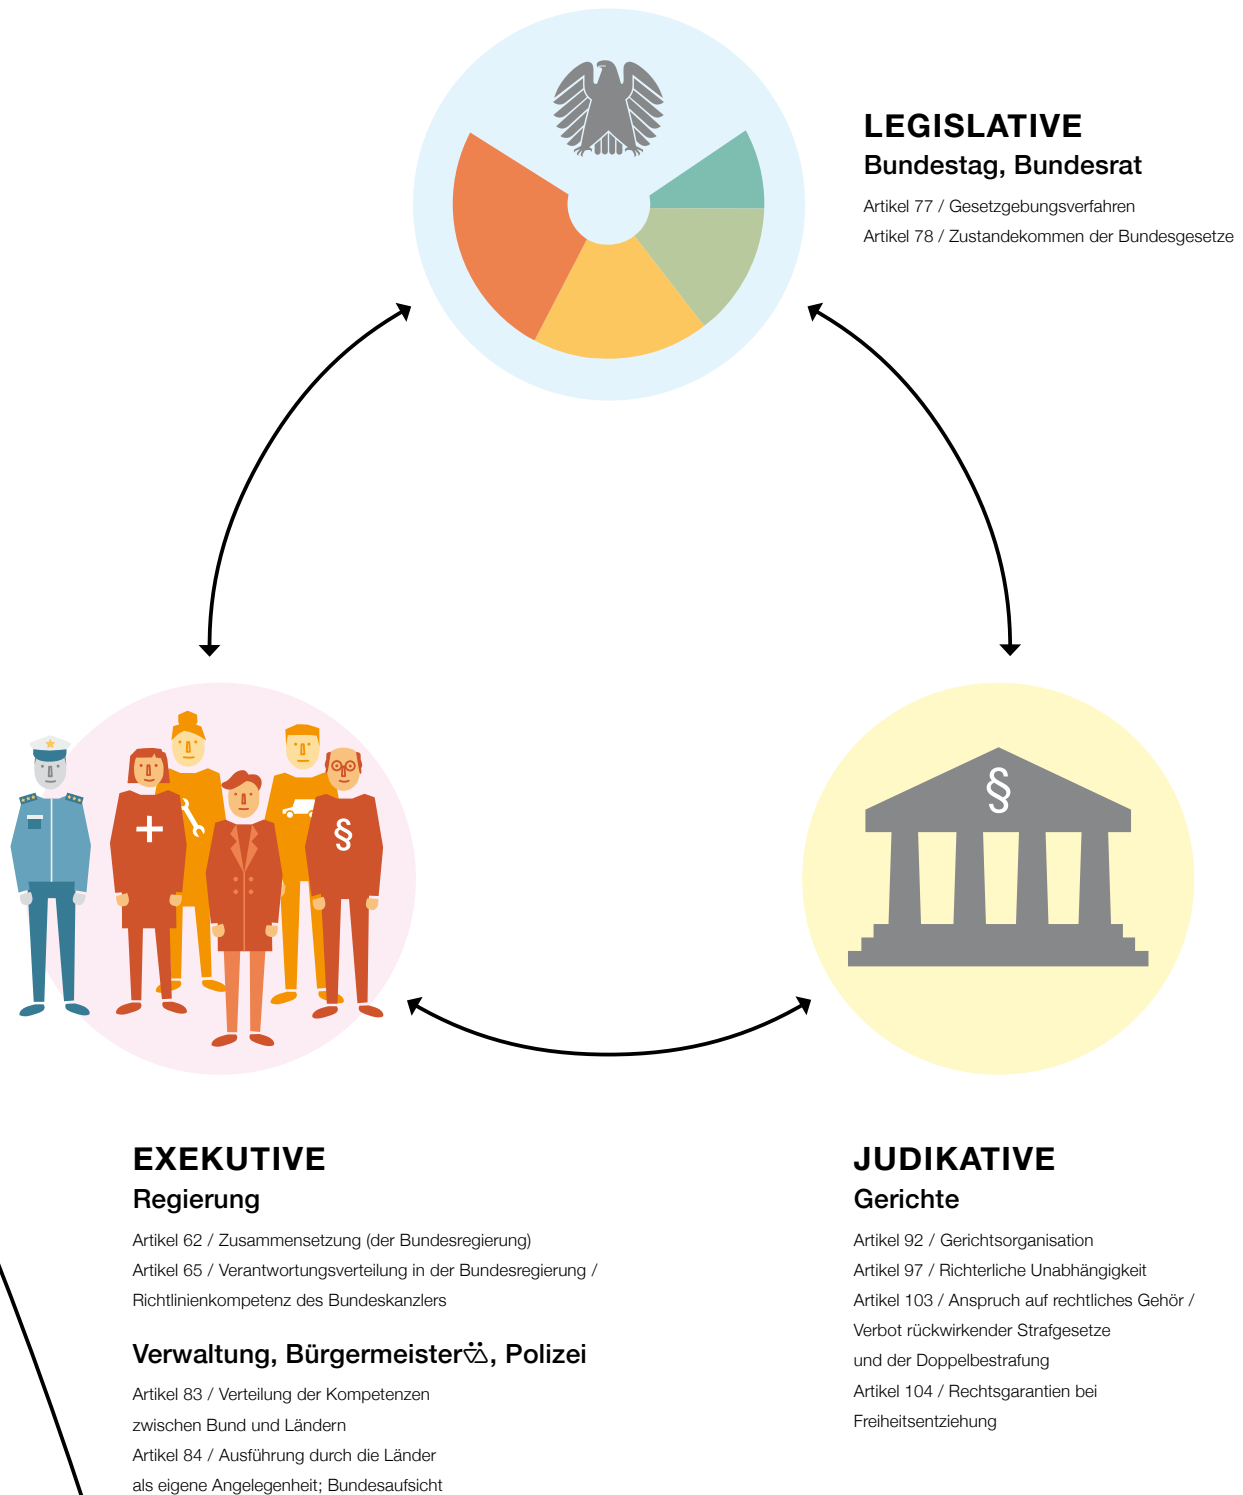 LEGISLATIVE
Bundestag, Bundesrat
Artikel 77 / Gesetzgebungsverfahren
Artikel 78 / Zustandekommen der Bundesgesetze
§
§
EXEKUTIVE
Regierung
Artikel 62 / Zusammensetzung (der Bundesregierung)
Artikel 65 / Verantwortungsverteilung in der Bundesregierung /
Richtlinienkompetenz des Bundeskanzlers
Verwaltung, Bürgermeister, Polizei
Artikel 83 / Verteilung der Kompetenzen
zwischen Bund und Ländern
Artikel 84 / Ausführung durch die Länder
als eigene Angelegenheit; Bundesaufsicht
JUDIKATIVE
Gerichte
Artikel 92 / Gerichtsorganisation
Artikel 97 / Richterliche Unabhängigkeit
Artikel 103 / Anspruch auf rechtliches Gehör /
Verbot rückwirkender Strafgesetze
und der Doppelbestrafung
Artikel 104 / Rechtsgarantien bei
Freiheitsentziehung